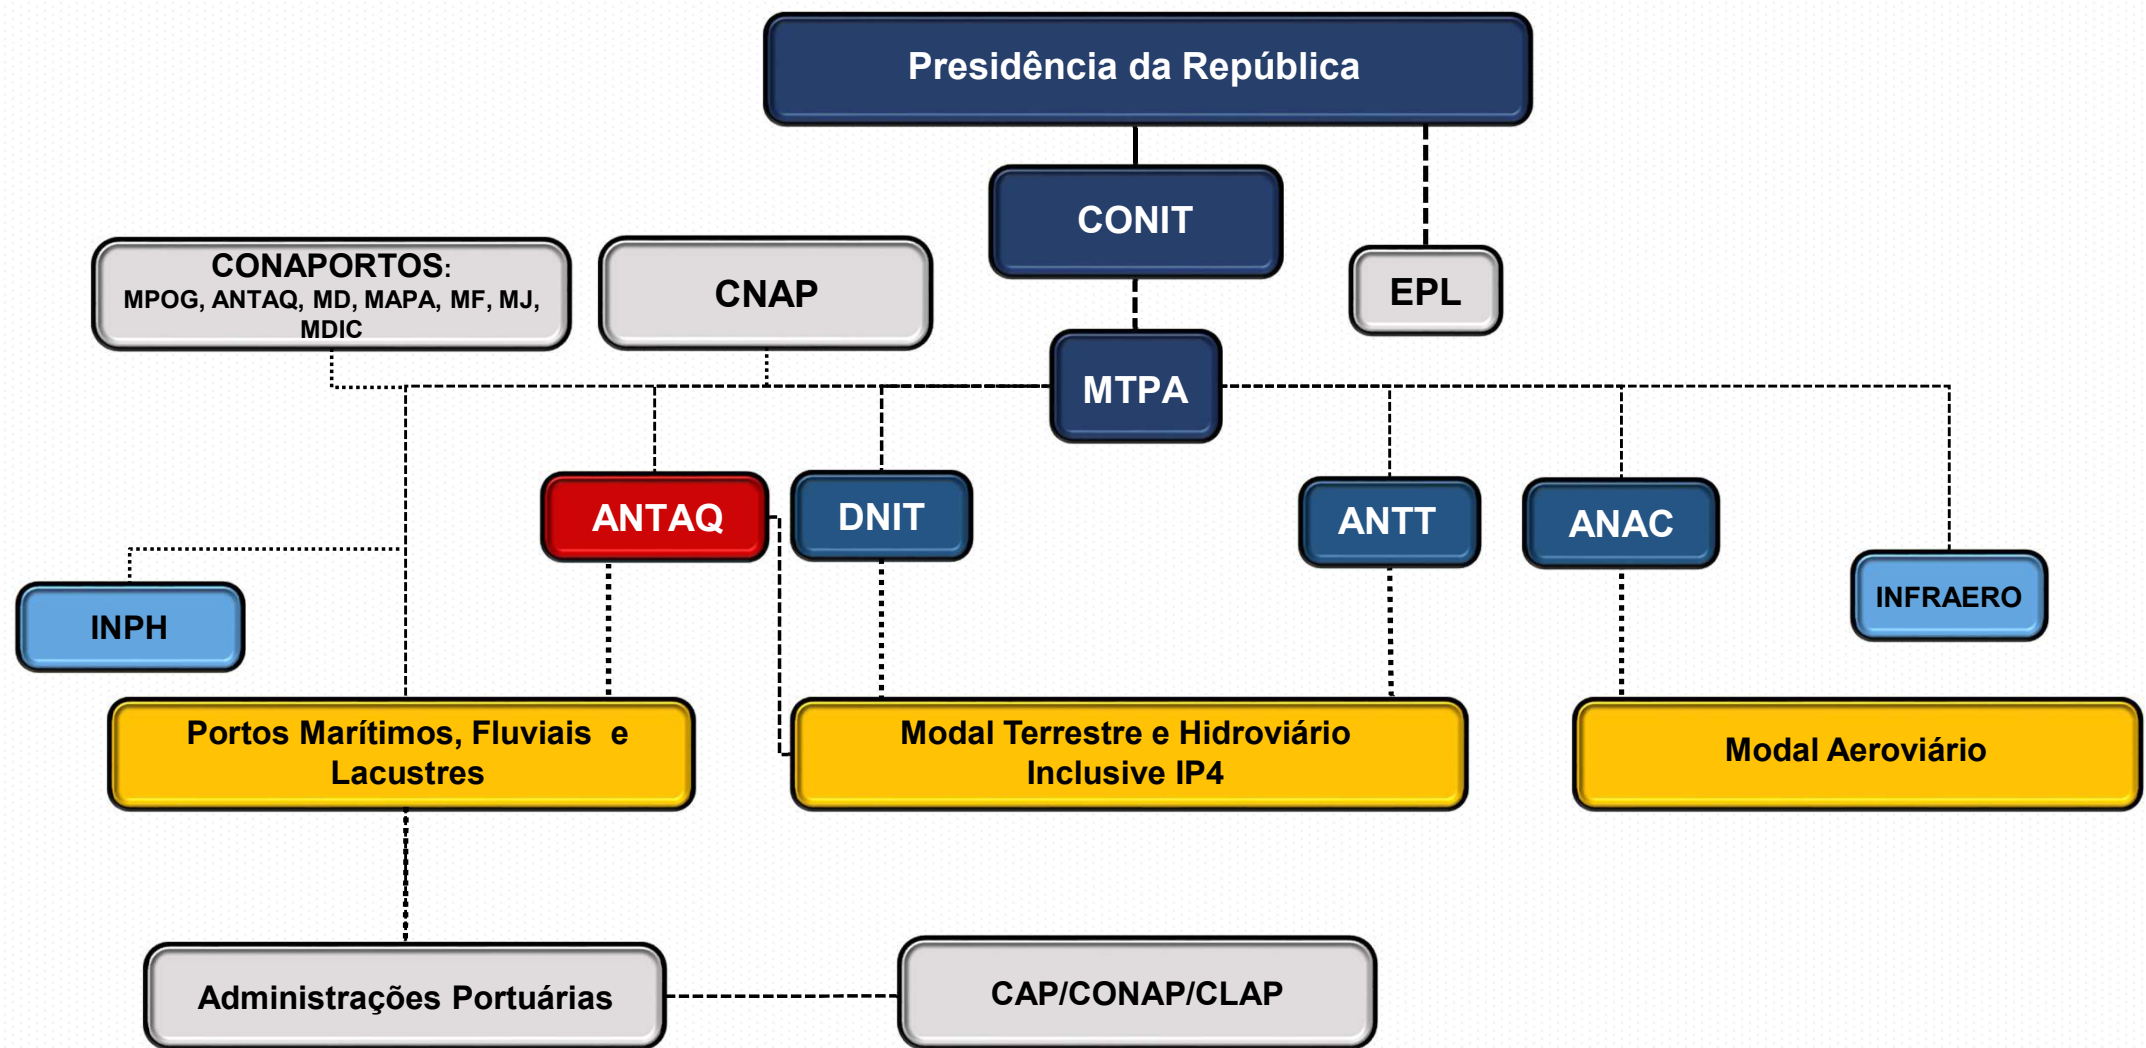 Presidência da República
CONIT
CONAPORTOS:
MPOG, ANTAQ, MD, MAPA, MF, MJ,
MDIC
CNAP
EPL
MTPA
ANTAQ
DNIT
ANTT
ANAC
INFRAERO
INPH
Portos Marítimos, Fluviais e
Lacustres
Modal Terrestre e Hidroviário
Inclusive IP4
Modal Aeroviário
Administrações Portuárias
CAP/CONAP/CLAP